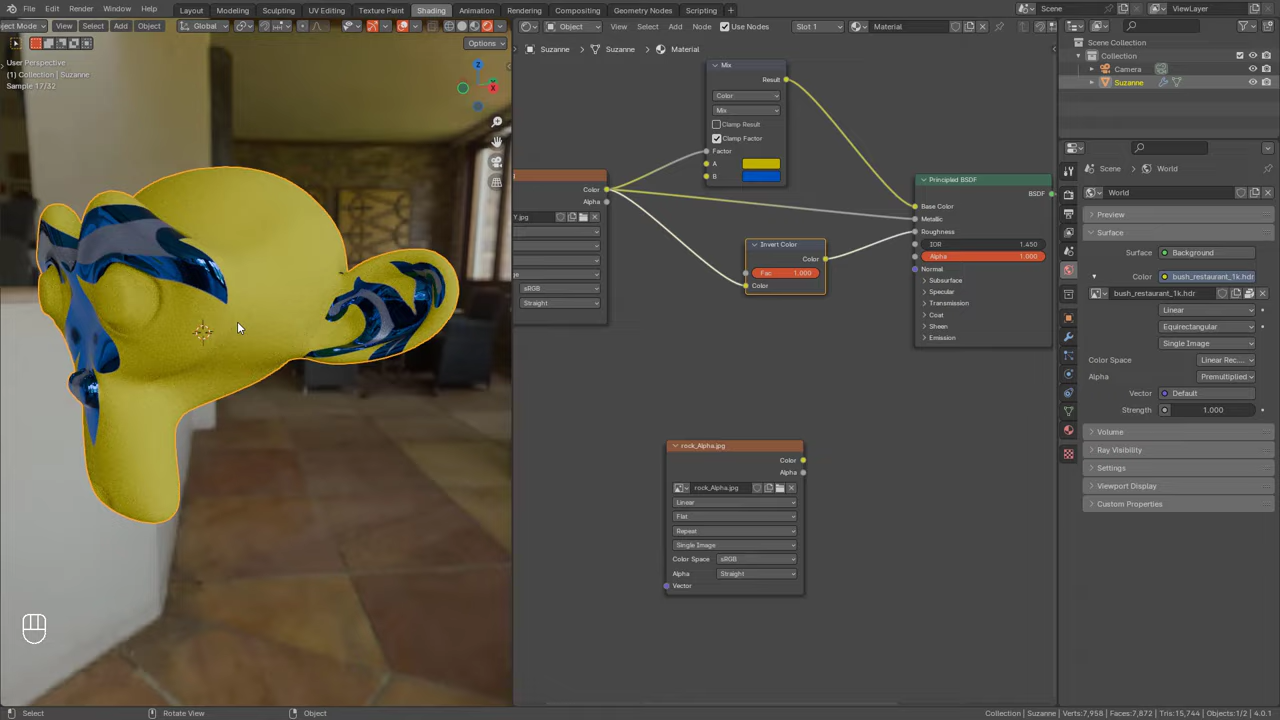 File Edit Render Window Help Layout Modeling Sculpting UV Editing Texture Paint Shading Animation Rendering Compositing Geometry Nodes Scripting + Scene ViewLayer
ject Mode View Select Add Object Global
Options
User Perspective
(1) Collection | Suzanne
Sample 17/32
Z
X
Object View Select Add Node Use Nodes Slot 1 Material
Suzanne Suzanne Material
Mix
Result
Color
Mix
Clamp Result
Clamp Factor
Factor
A
B
Color
Alpha
Y.jpg
sRGB
Straight
Invert Color
Color
Fac 1.000
Color
Principled BSDF
BSDF
Base Color
Metallic
Roughness
IOR 1.450
Alpha 1.000
Normal
Subsurface
Specular
Transmission
Coat
Sheen
Emission
rock_Alpha.jpg
Color
Alpha
rock_Alpha.jpg
Linear
Flat
Repeat
Single Image
Color Space sRGB
Alpha Straight
Vector
Scene Collection
Collection
Camera
Suzanne
Scene World
World
Preview
Surface
Surface Background
Color bush_restaurant_1k.hdr
bush_restaurant_1k.hdr
Linear
Equirectangular
Single Image
Color Space Linear Rec....
Alpha Premultiplied
Vector Default
Strength 1.000
Volume
Ray Visibility
Settings
Viewport Display
Custom Properties
Select Rotate View Object Collection | Suzanne | Verts:7,958 | Faces:7,872 | Tris:15,744 | Objects:1/2 | 4.0.1